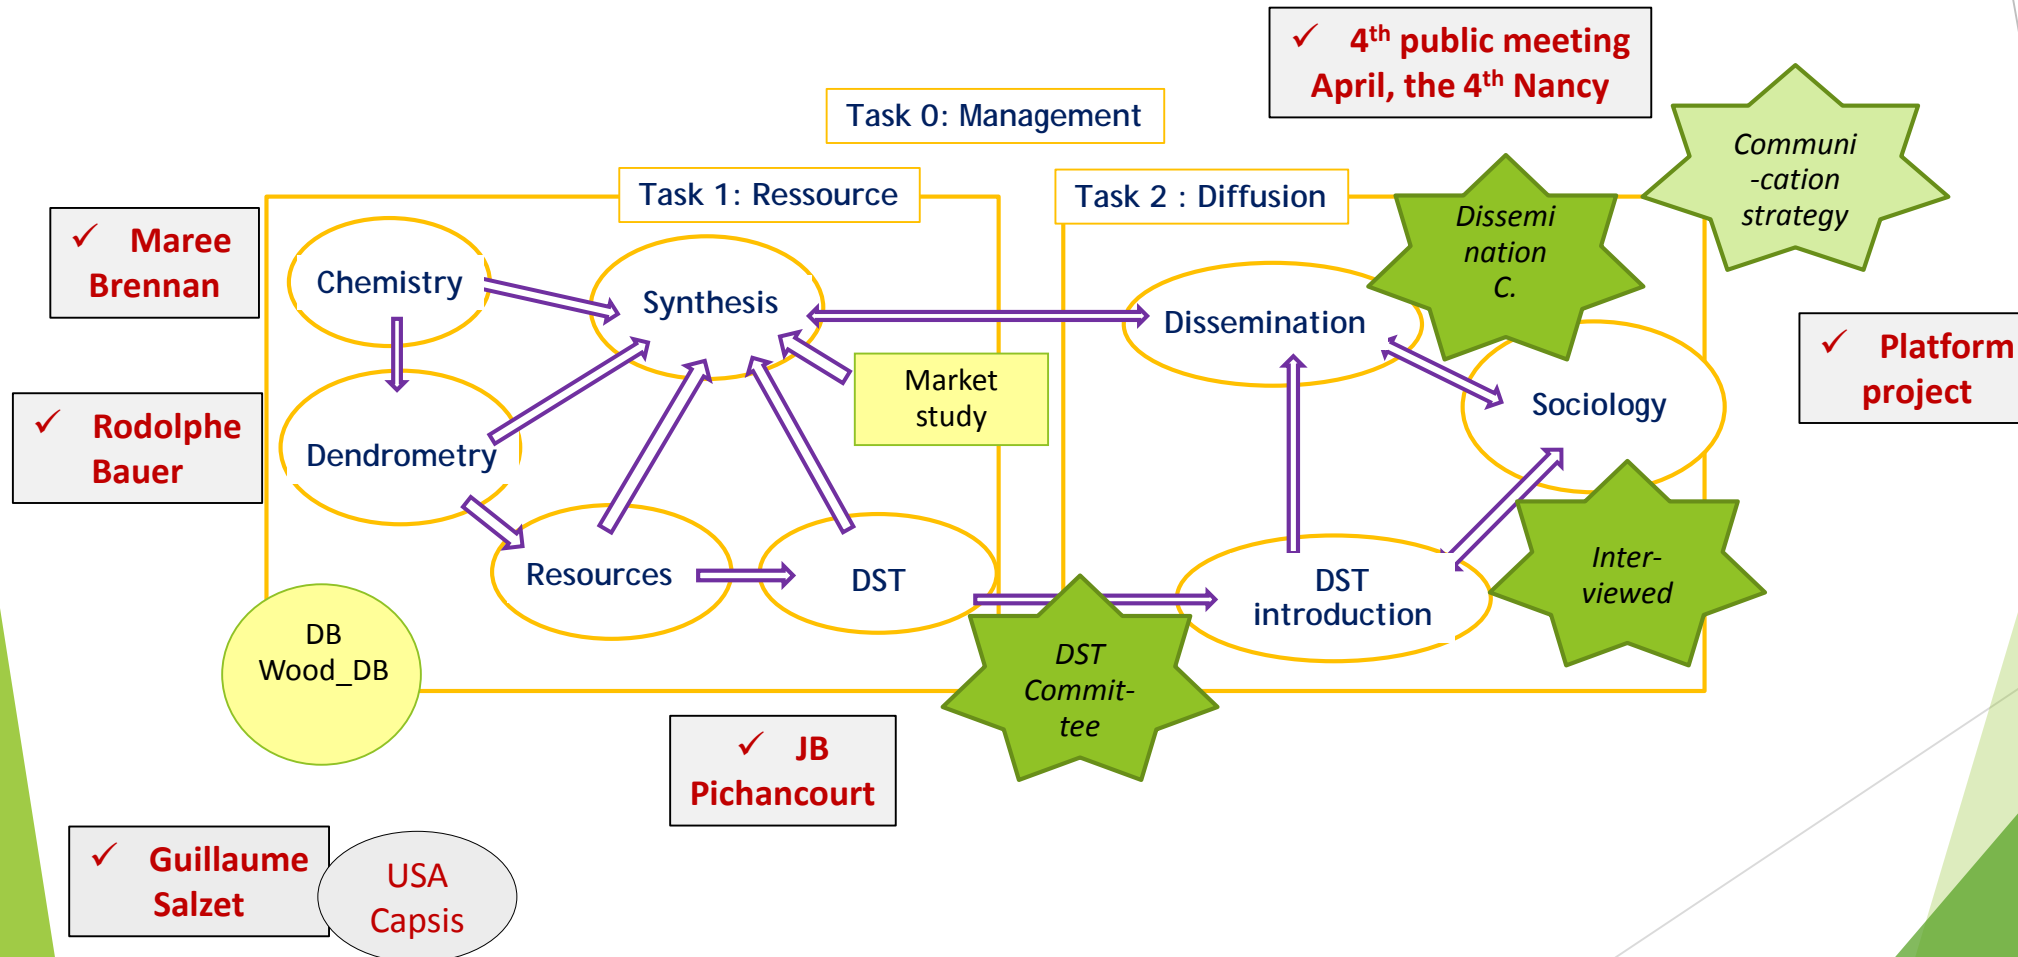 ✓ 4th public meeting
April, the 4th Nancy
Task 0: Management
Communi
-cation
strategy
Task 1: Ressource
Task 2 : Diffusion
✓ Maree
Brennan
Chemistry
Synthesis
Dissemination
Dissemi
nation
C.
✓ Platform
project
Market
study
Sociology
✓ Rodolphe
Bauer
Dendrometry
Resources
DST
DST
introduction
Inter-
viewed
DB
Wood_DB
DST
Commit-
tee
✓ JB
Pichancourt
✓ Guillaume
Salzet
USA
Capsis